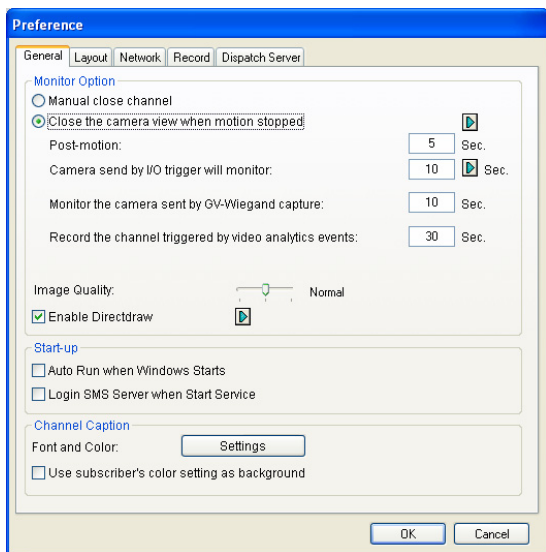 Preference
General Layout Network Record Dispatch Server
Monitor Option
Manual close channel
Close the camera view when motion stopped
Post-motion: 5 Sec.
Camera send by I/O trigger will monitor: 10 Sec.
Monitor the camera sent by GV-Wiegand capture: 10 Sec.
Record the channel triggered by video analytics events: 30 Sec.
Image Quality: Normal
Enable Directdraw
Start-up
Auto Run when Windows Starts
Login SMS Server when Start Service
Channel Caption
Font and Color: Settings
Use subscriber's color setting as background
OK Cancel